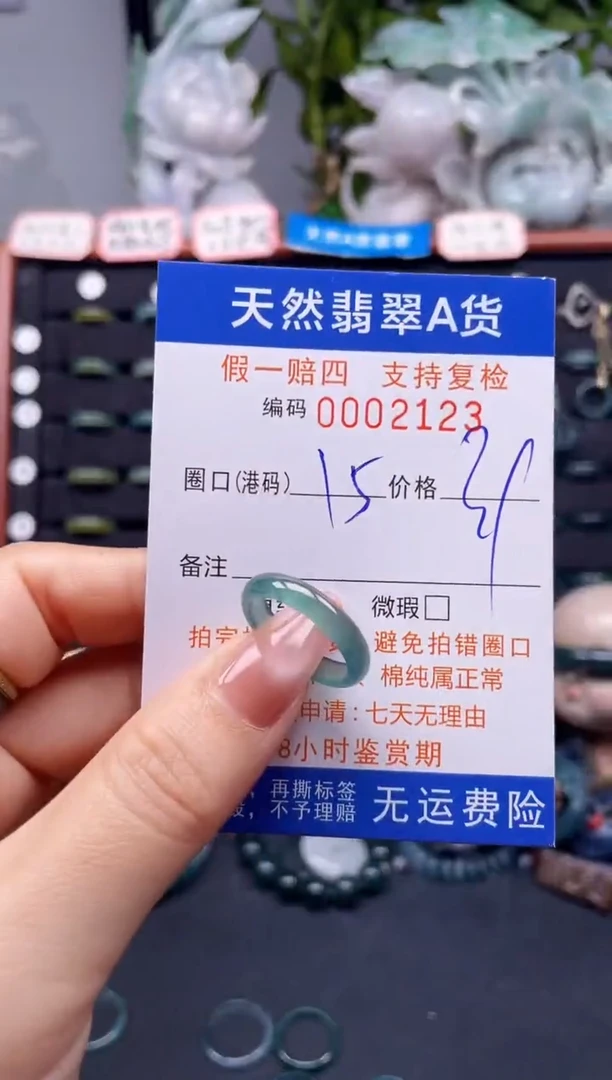 天然翡翠A货
假一赔四 支持复检
编码 0002123
圈口(港码) 15 价格
备注
微瑕□
拍完 避免拍错圈口
、棉纯属正常
申请:七天无理由
8小时鉴赏期
,再撕标签
,不予理赔
无运费险